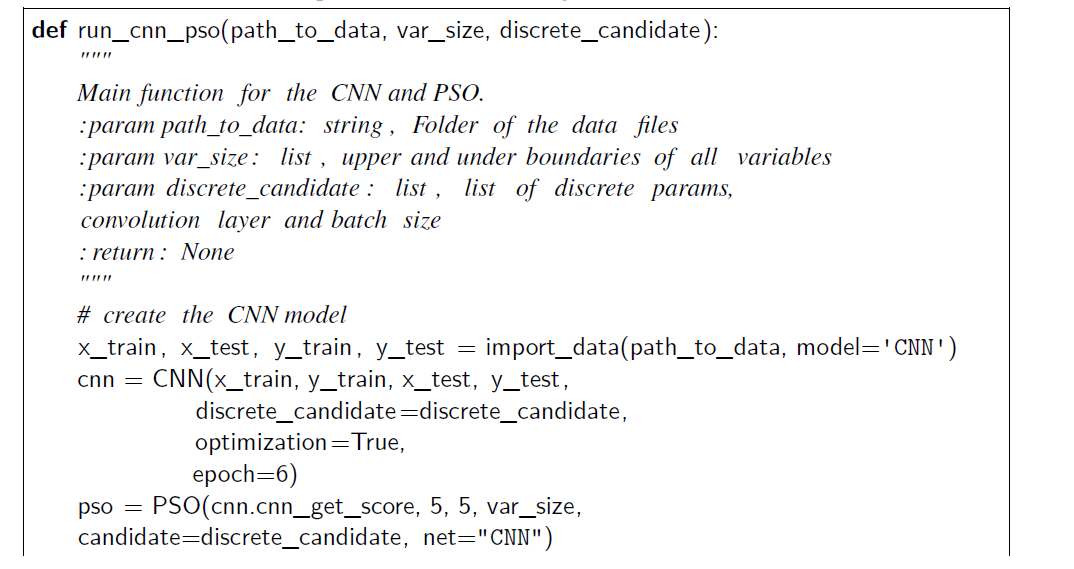 def run_cnn_pso(path_to_data, var_size, discrete_candidate):
"""
Main function for the CNN and PSO.
:param path_to_data: string, Folder of the data files
:param var_size: list, upper and under boundaries of all variables
:param discrete_candidate: list, list of discrete params,
convolution layer and batch size
:return: None
"""
# create the CNN model
x_train, x_test, y_train, y_test = import_data(path_to_data, model='CNN')
cnn = CNN(x_train, y_train, x_test, y_test,
discrete_candidate=discrete_candidate,
optimization=True,
epoch=6)
pso = PSO(cnn.cnn_get_score, 5, 5, var_size,
candidate=discrete_candidate, net="CNN")